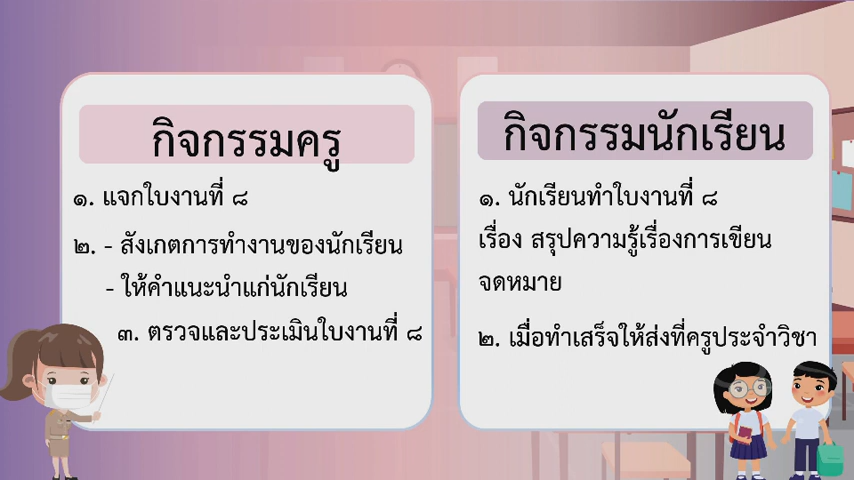 กิจกรรมครู
๑. แจกใบงานที่ ๘
๒. - สังเกตการทำงานของนักเรียน
- ให้คำแนะนำแก่นักเรียน
๓. ตรวจและประเมินใบงานที่ ๘
กิจกรรมนักเรียน
๑. นักเรียนทำใบงานที่ ๘
เรื่อง สรุปความรู้เรื่องการเขียน
จดหมาย
๒. เมื่อทำเสร็จให้ส่งที่ครูประจำวิชา